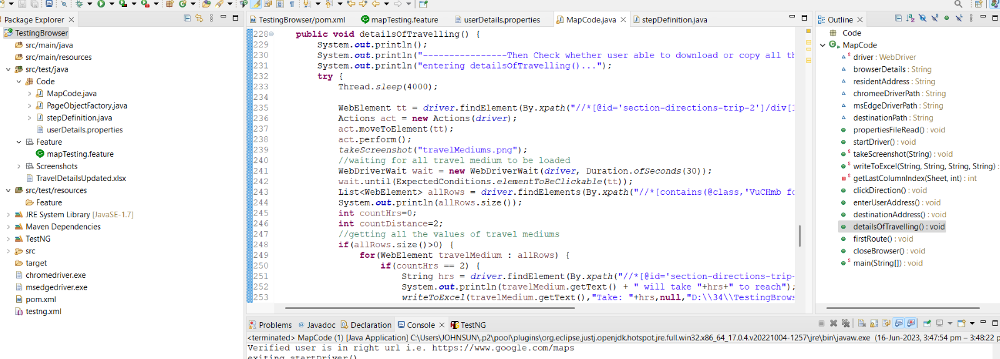 Package Explorer
TestingBrowser
src/main/java
src/main/resources
src/test/java
Code
MapCode.java
PageObjectFactory.java
stepDefinition.java
userDetails.properties
Feature
mapTesting.feature
Screenshots
TravelDetailsUpdated.xlsx
src/test/resources
Feature
JRE System Library [JavaSE-1.7]
Maven Dependencies
TestNG
src
target
chromedriver.exe
msedgedriver.exe
pom.xml
testng.xml
TestingBrowser/pom.xml mapTesting.feature userDetails.properties MapCode.java stepDefinition.java
228 public void detailsOfTravelling() {
229 System.out.println();
230 System.out.println("----------------Then Check whether user able to download or copy all th
231 System.out.println("entering detailsOfTravelling()...");
232 try {
233 Thread.sleep(4000);
234
235 WebElement tt = driver.findElement(By.xpath("//*[@id='section-directions-trip-2']/div[1
236 Actions act = new Actions(driver);
237 act.moveToElement(tt);
238 act.perform();
239 takeScreenshot("travelMediums.png");
240 //waiting for all travel medium to be loaded
241 WebDriverWait wait = new WebDriverWait(driver, Duration.ofSeconds(30));
242 wait.until(ExpectedConditions.elementToBeClickable(tt));
243 List<WebElement> allRows = driver.findElements(By.xpath("//*[contains(@class,'VuCHmb fo
244 System.out.println(allRows.size());
245 int countHrs=0;
246 int countDistance=2;
247 //getting all the values of travel mediums
248 if(allRows.size()>0) {
249 for(WebElement travelMedium : allRows) {
250 if(countHrs == 2) {
251 String hrs = driver.findElement(By.xpath("//*[@id='section-directions-trip-
252 System.out.println(travelMedium.getText() + " will take "+hrs+" to reach");
253 writeToExcel(travelMedium.getText(),"Take: "+hrs,null,"D:\\34\\TestingBrows
Problems Javadoc Declaration Console TestNG
<terminated> MapCode (1) [Java Application] C:\Users\JOHNSUN\.p2\pool\plugins\org.eclipse.justj.openjdk.hotspot.jre.full.win32.x86_64_17.0.4.v20221004-1257\jre\bin\javaw.exe (16-Jun-2023, 3:47:54 pm – 3:48:22 p
Verified user is in right url i.e. https://www.google.com/maps
exiting startDriver()
Outline
Code
MapCode
driver : WebDriver
browserDetails : String
residentAddress : String
chromeeDriverPath : String
msEdgeDriverPath : String
destinationPath : String
propertiesFileRead() : void
startDriver() : void
takeScreenshot(String) : void
writeToExcel(String, String, String, String) :
getLastColumnIndex(Sheet, int) : int
clickDirection() : void
enterUserAddress() : void
destinationAddress() : void
detailsOfTravelling() : void
firstRoute() : void
closeBrowser() : void
main(String[]) : void